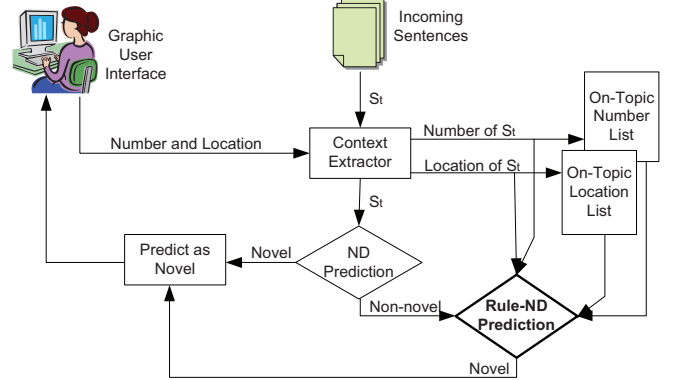 Graphic
User
Interface
Incoming
Sentences
St
Number and Location
Context
Extractor
Number of St
Location of St
On-Topic
Number
List
On-Topic
Location
List
St
Predict as
Novel
Novel
ND
Prediction
Non-novel
Rule-ND
Prediction
Novel